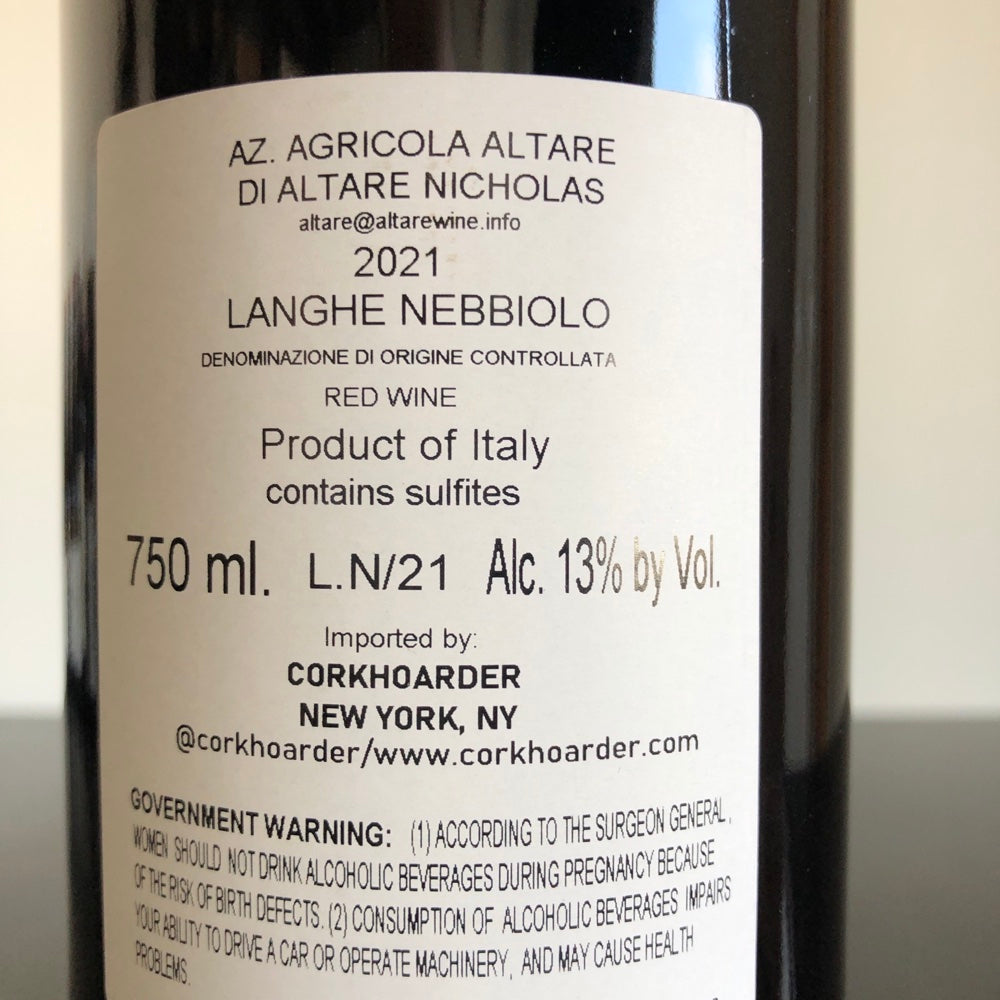 AZ. AGRICOLA ALTARE
DI ALTARE NICHOLAS
altare@altarewine.info
2021
LANGHE NEBBIOLO
DENOMINAZIONE DI ORIGINE CONTROLLATA
RED WINE
Product of Italy
contains sulfites
750 ml. L.N/21 Alc. 13% by Vol.
Imported by:
CORKHOARDER
NEW YORK, NY
@corkhoarder/www.corkhoarder.com
GOVERNMENT WARNING: (1) ACCORDING TO THE SURGEON GENERAL,
WOMEN SHOULD NOT DRINK ALCOHOLIC BEVERAGES DURING PREGNANCY BECAUSE
OF THE RISK OF BIRTH DEFECTS. (2) CONSUMPTION OF ALCOHOLIC BEVERAGES IMPAIRS
YOUR ABILITY TO DRIVE A CAR OR OPERATE MACHINERY, AND MAY CAUSE HEALTH
PROBLEMS.